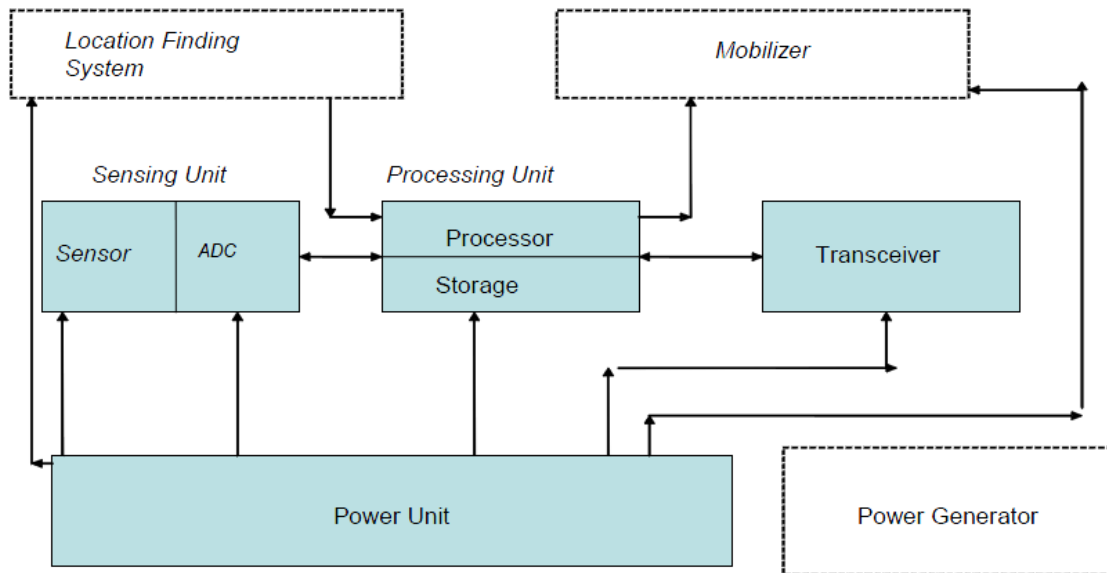 Location Finding
System
Mobilizer
Sensing Unit
Processing Unit
Sensor
ADC
Processor
Storage
Transceiver
Power Unit
Power Generator